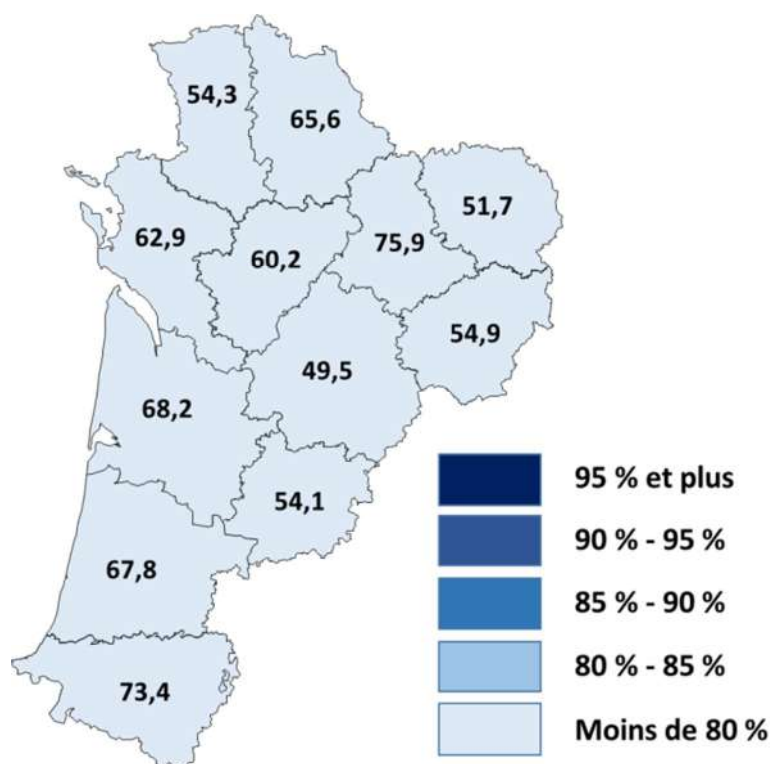 54,3
65,6
51,7
62,9
75,9
60,2
54,9
49,5
68,2
54,1
67,8
73,4
95 % et plus
90 % - 95 %
85 % - 90 %
80 % - 85 %
Moins de 80 %